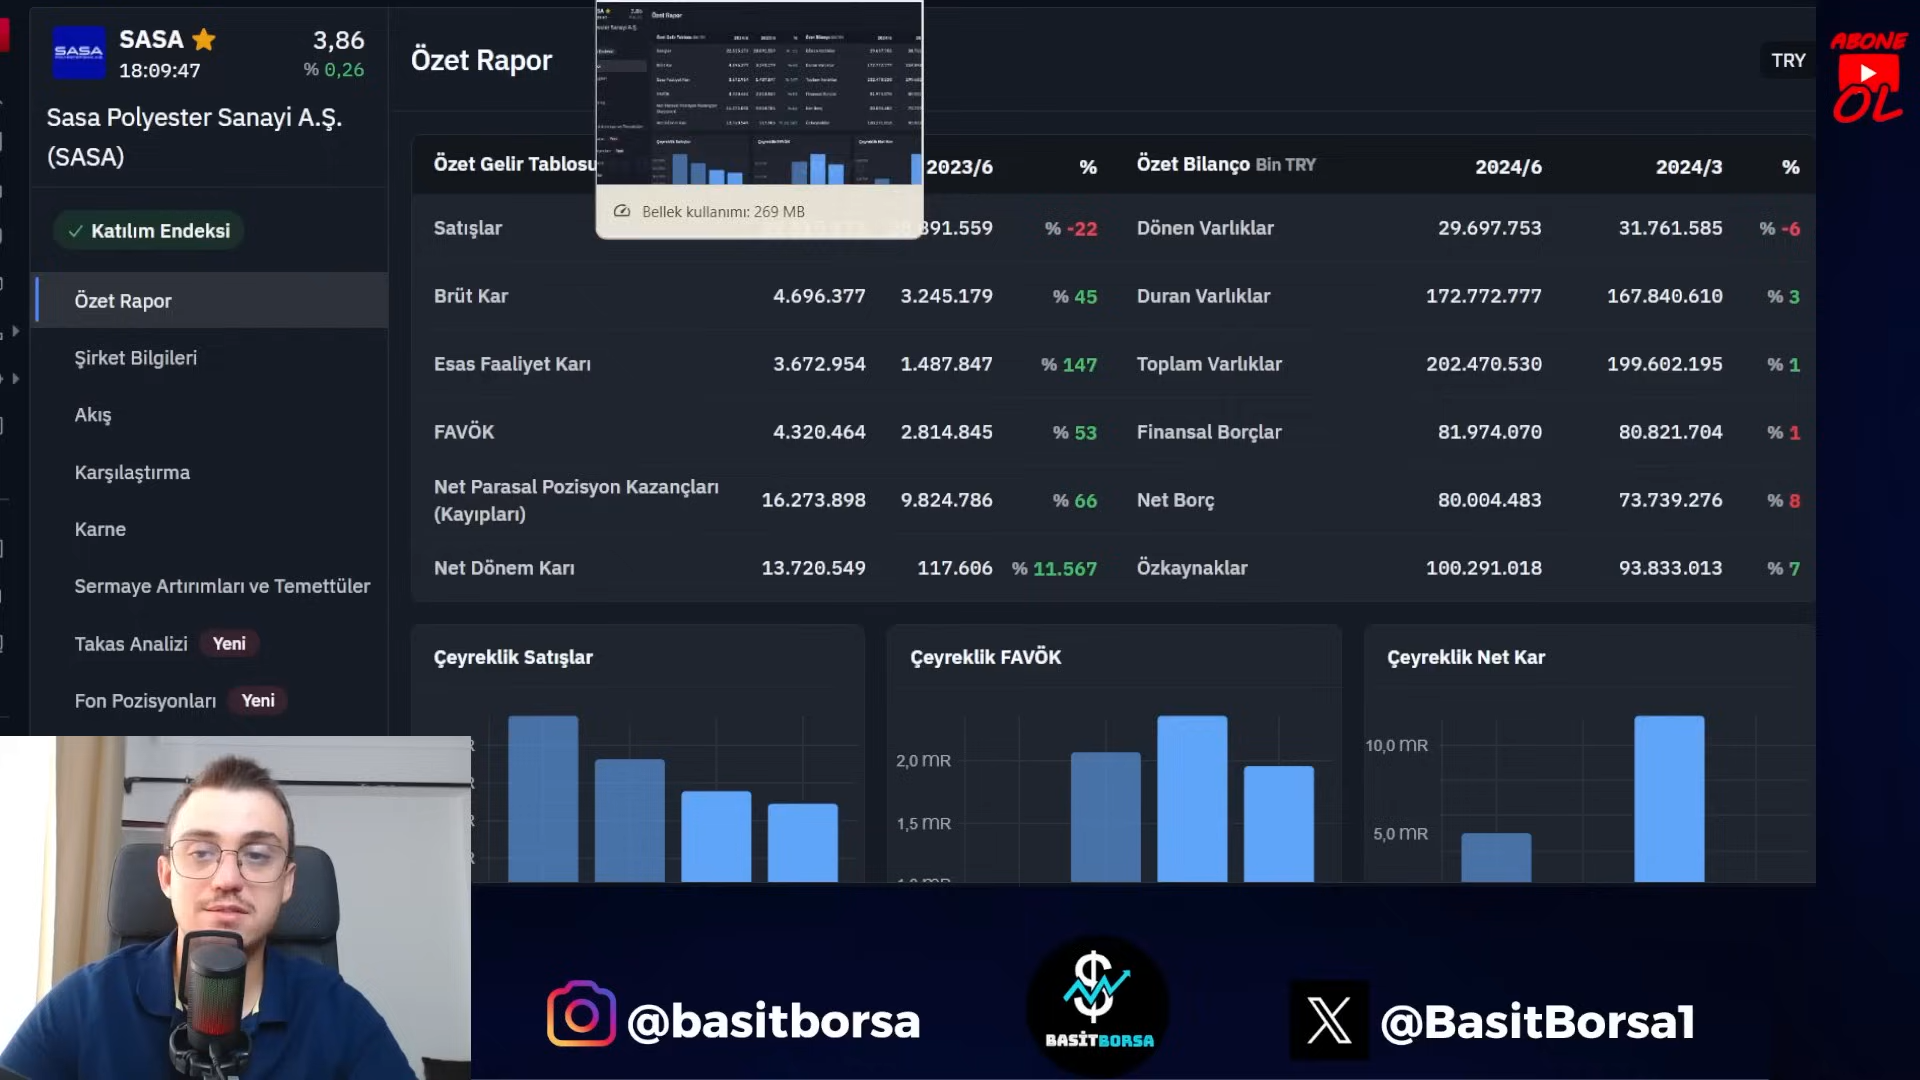 SASA
SASA
3,86
18:09:47
% 0,26
Sasa Polyester Sanayi A.Ş.
(SASA)
Katılım Endeksi
Özet Rapor
Şirket Bilgileri
Akış
Karşılaştırma
Karne
Sermaye Artırımları ve Temettüler
Takas Analizi Yeni
Fon Pozisyonları Yeni
Özet Rapor
TRY
ABONE
OL
Bellek kullanımı: 269 MB
Özet Gelir Tablosu 2023/6 %
Satışlar 891.559 % -22
Brüt Kar 4.696.377 3.245.179 % 45
Esas Faaliyet Karı 3.672.954 1.487.847 % 147
FAVÖK 4.320.464 2.814.845 % 53
Net Parasal Pozisyon Kazançları
(Kayıpları) 16.273.898 9.824.786 % 66
Net Dönem Karı 13.720.549 117.606 % 11.567
Özet Bilanço Bin TRY 2024/6 2024/3 %
Dönen Varlıklar 29.697.753 31.761.585 % -6
Duran Varlıklar 172.772.777 167.840.610 % 3
Toplam Varlıklar 202.470.530 199.602.195 % 1
Finansal Borçlar 81.974.070 80.821.704 % 1
Net Borç 80.004.483 73.739.276 % 8
Özkaynaklar 100.291.018 93.833.013 % 7
Çeyreklik Satışlar
Çeyreklik FAVÖK
2,0 mR
1,5 mR
Çeyreklik Net Kar
10,0 mR
5,0 mR
@basitborsa
BASİTBORSA
@BasitBorsa1